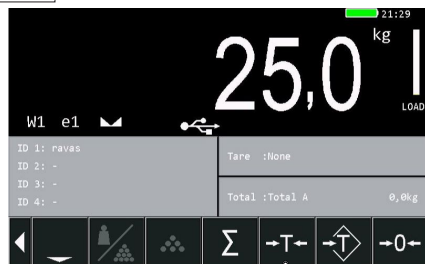 21:29
25,0 kg
LOAD
W1 e1
ID 1: ravas
ID 2: -
ID 3: -
ID 4: -
Tare :None
Total :Total A 0,0kg
Σ →T← →T →0←